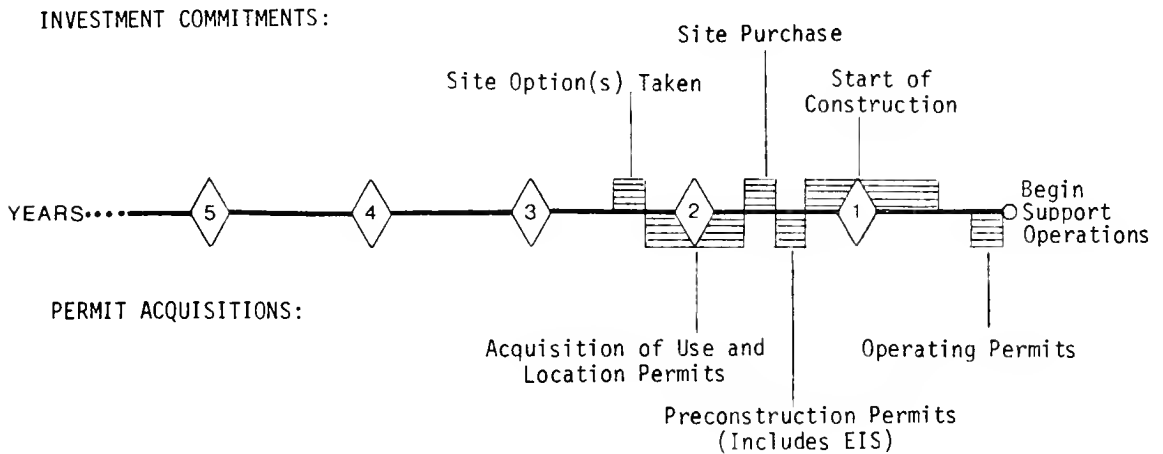 INVESTMENT COMMITMENTS:
Site Purchase
Site Option(s) Taken
Start of
Construction
YEARS
5
4
3
2
1
Begin
Support
Operations
PERMIT ACQUISITIONS:
Acquisition of Use and
Location Permits
Operating Permits
Preconstruction Permits
(Includes EIS)